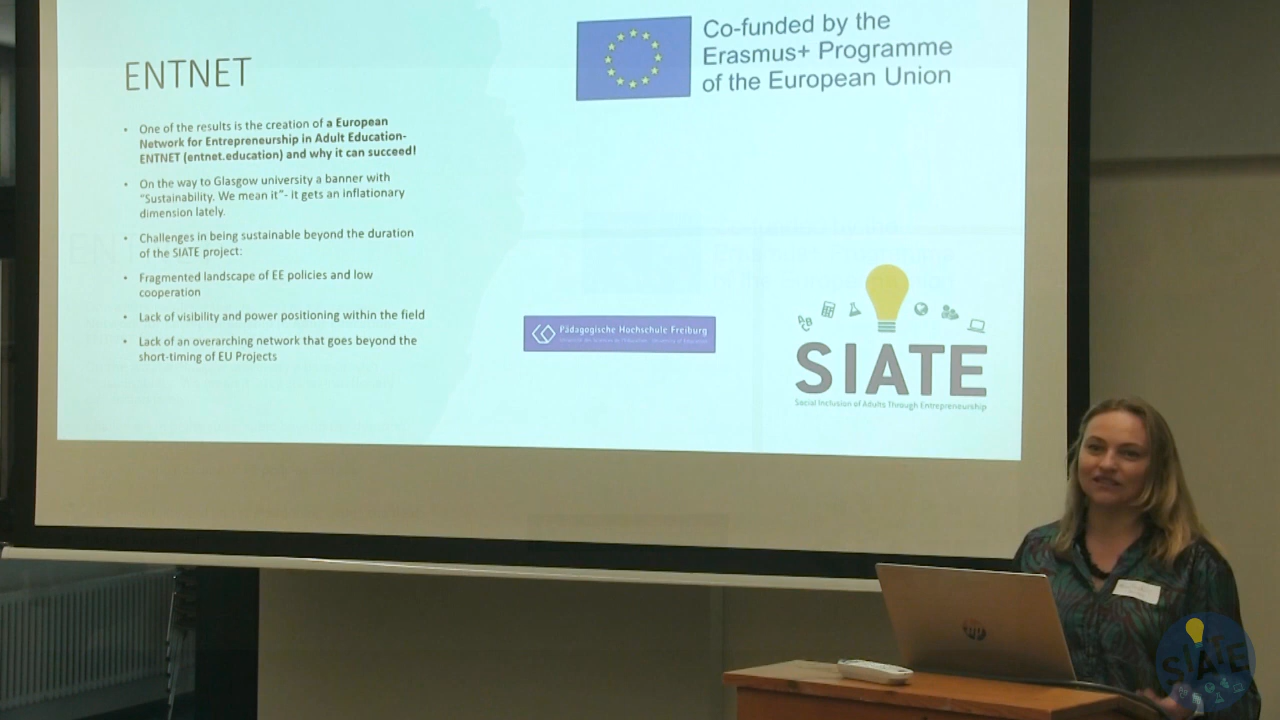 ENTNET
• One of the results is the creation of a European
Network for Entrepreneurship in Adult Education-
ENTNET (entnet.education) and why it can succeed!
• On the way to Glasgow university a banner with
"Sustainability. We mean it"- it gets an inflationary
dimension lately.
• Challenges in being sustainable beyond the duration
of the SIATE project:
• Fragmented landscape of EE policies and low
cooperation
• Lack of visibility and power positioning within the field
• Lack of an overarching network that goes beyond the
short-timing of EU Projects
Co-funded by the
Erasmus+ Programme
of the European Union
Pädagogische Hochschule Freiburg
ABC
SIATE
Social Inclusion of Adults Through Entrepreneurship
hp
SIATE